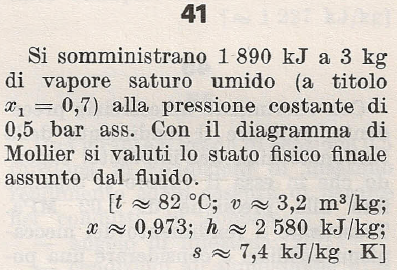 41
Si somministrano 1 890 kJ a 3 kg
di vapore saturo umido (a titolo
x₁ = 0,7) alla pressione costante di
0,5 bar ass. Con il diagramma di
Mollier si valuti lo stato fisico finale
assunto dal fluido.
[t ≈ 82 °C; v ≈ 3,2 m³/kg;
x ≈ 0,973; h ≈ 2 580 kJ/kg;
s ≈ 7,4 kJ/kg · K]